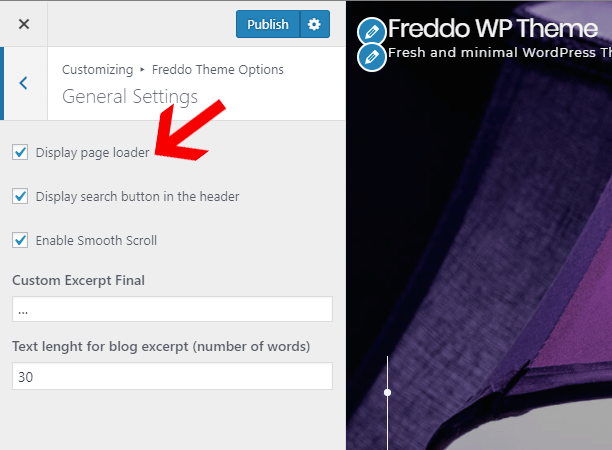 Publish
Customizing ▸ Freddo Theme Options
General Settings
Display page loader
Display search button in the header
Enable Smooth Scroll
Custom Excerpt Final
...
Text lenght for blog excerpt (number of words)
30
Freddo WP Theme
Fresh and minimal WordPress